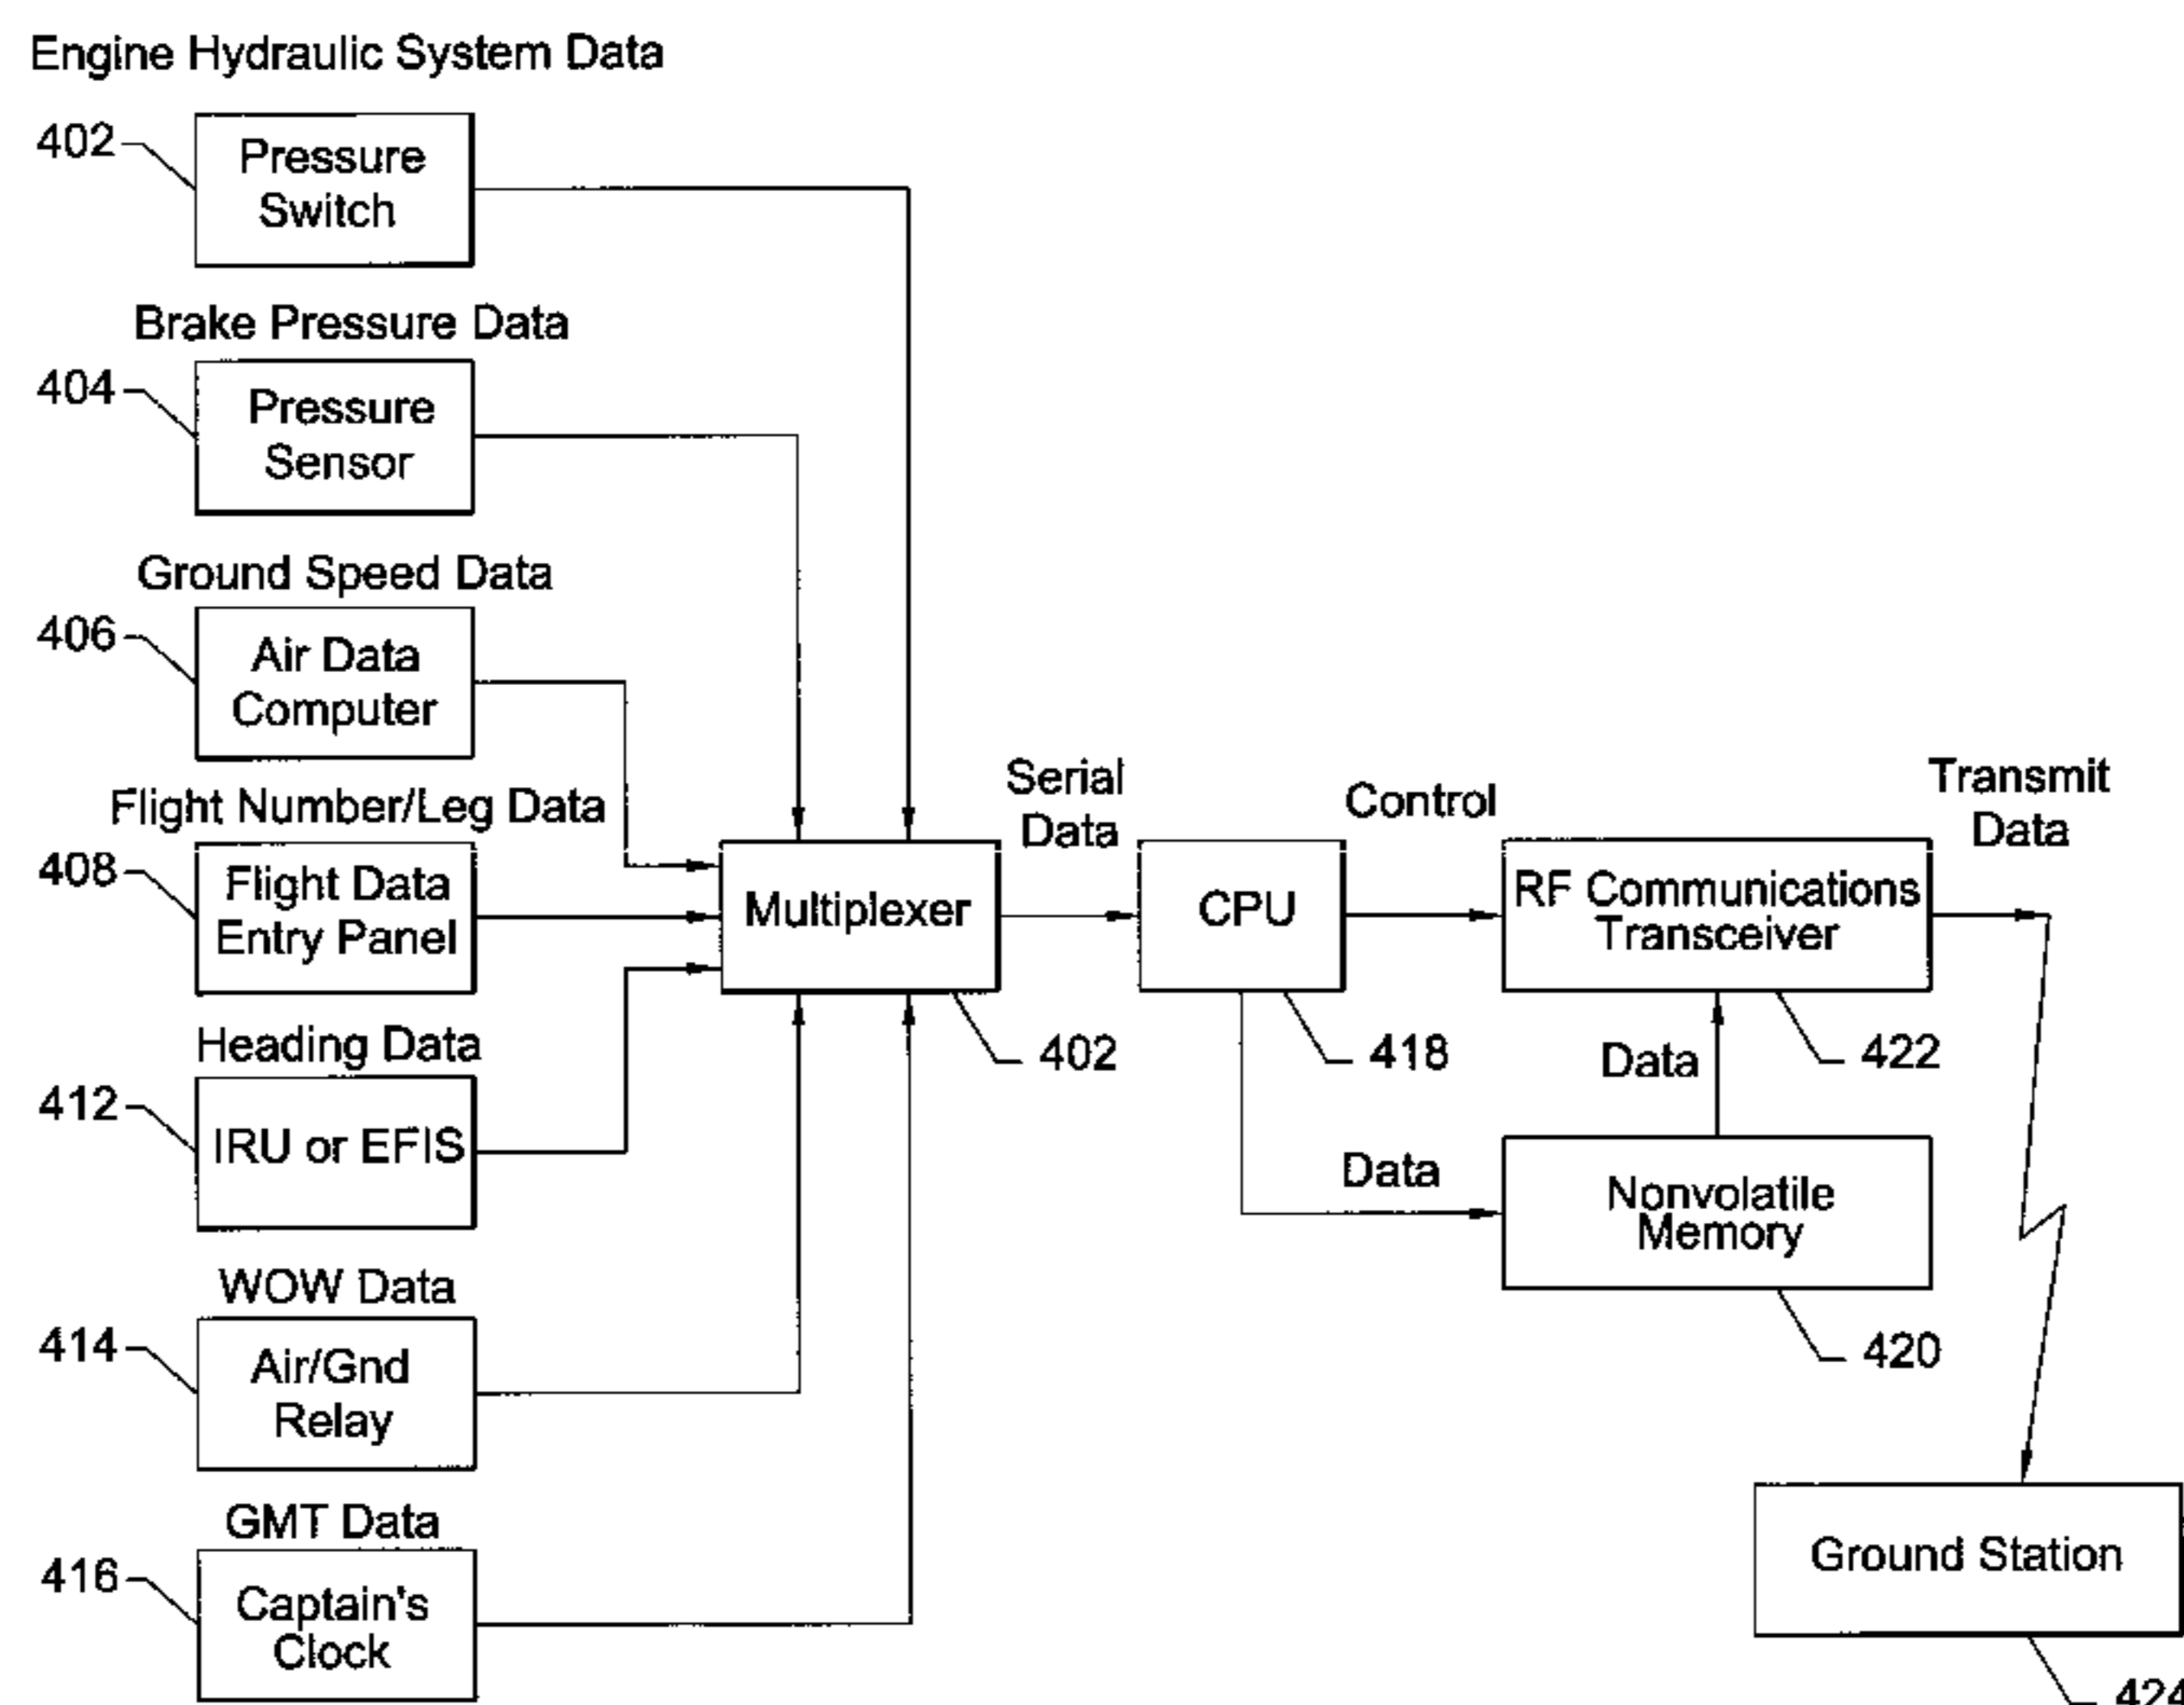 Engine Hydraulic System Data
402
Pressure
Switch
Brake Pressure Data
404
Pressure
Sensor
Ground Speed Data
406
Air Data
Computer
Flight Number/Leg Data
408
Flight Data
Entry Panel
Heading Data
412
IRU or EFIS
WOW Data
414
Air/Gnd
Relay
GMT Data
416
Captain's
Clock
Multiplexer
402
Serial
Data
CPU
418
Control
RF Communications
Transceiver
422
Data
Data
Nonvolatile
Memory
420
Transmit
Data
Ground Station
424